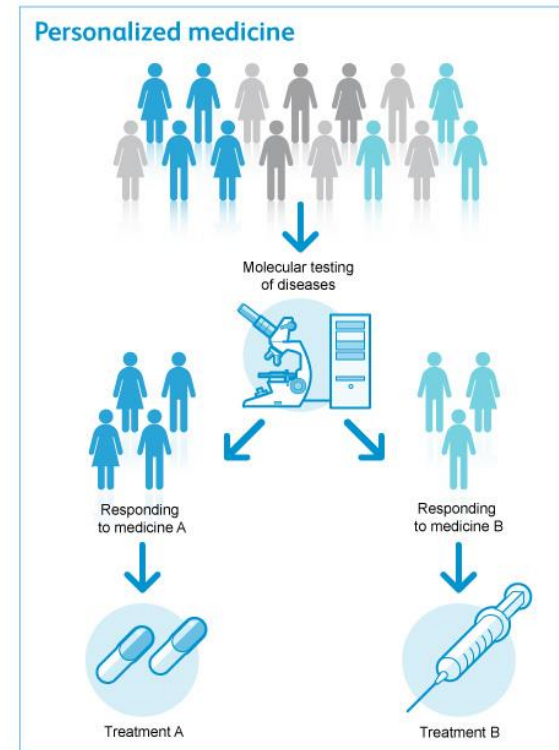 Personalized medicine
Molecular testing
of diseases
Responding
to medicine A
Responding
to medicine B
Treatment A
Treatment B